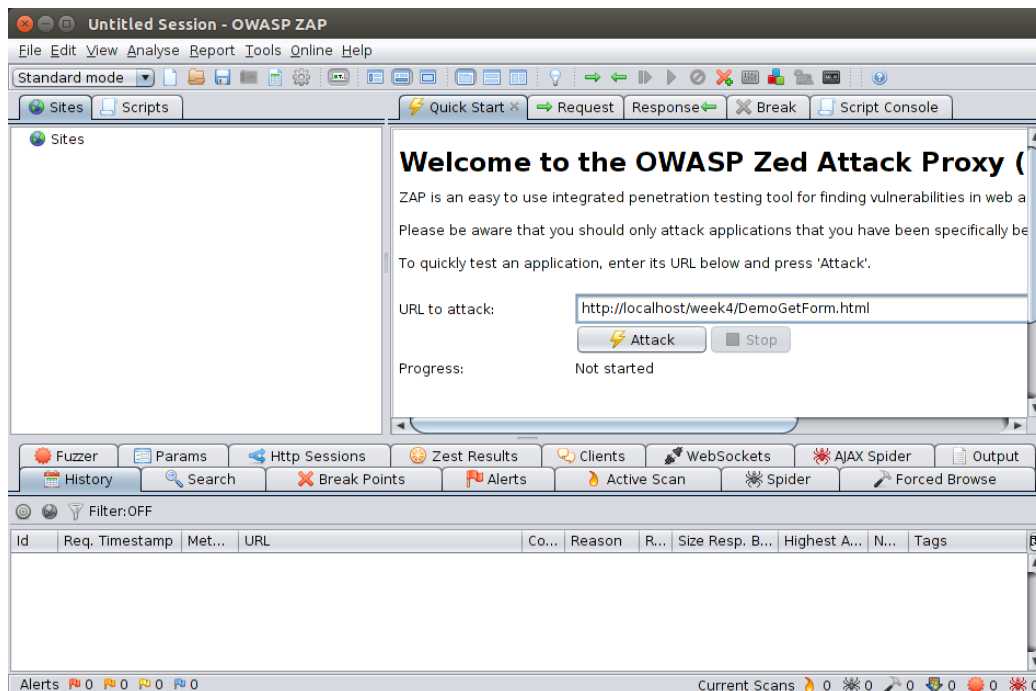 Untitled Session - OWASP ZAP
File Edit View Analyse Report Tools Online Help
Standard mode
Sites Scripts
Quick Start Request Response Break Script Console
Sites
Welcome to the OWASP Zed Attack Proxy (
ZAP is an easy to use integrated penetration testing tool for finding vulnerabilities in web a
Please be aware that you should only attack applications that you have been specifically be
To quickly test an application, enter its URL below and press 'Attack'.
URL to attack: http://localhost/week4/DemoGetForm.html
Attack Stop
Progress: Not started
Fuzzer Params Http Sessions Zest Results Clients WebSockets AJAX Spider Output
History Search Break Points Alerts Active Scan Spider Forced Browse
Filter:OFF
Id Req. Timestamp Met... URL Co... Reason R... Size Resp. B... Highest A... N... Tags
Alerts 0 0 0 0 Current Scans 0 0 0 0 0 0